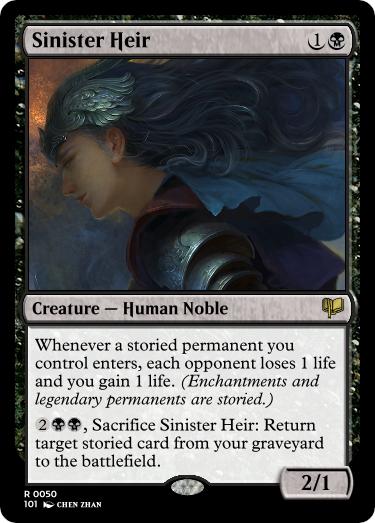 Sinister Heir 1
Creature — Human Noble
Whenever a storied permanent you
control enters, each opponent loses 1 life
and you gain 1 life. (Enchantments and
legendary permanents are storied.)
2, Sacrifice Sinister Heir: Return
target storied card from your graveyard
to the battlefield.
2/1
R 0050
101 CHEN ZHAN